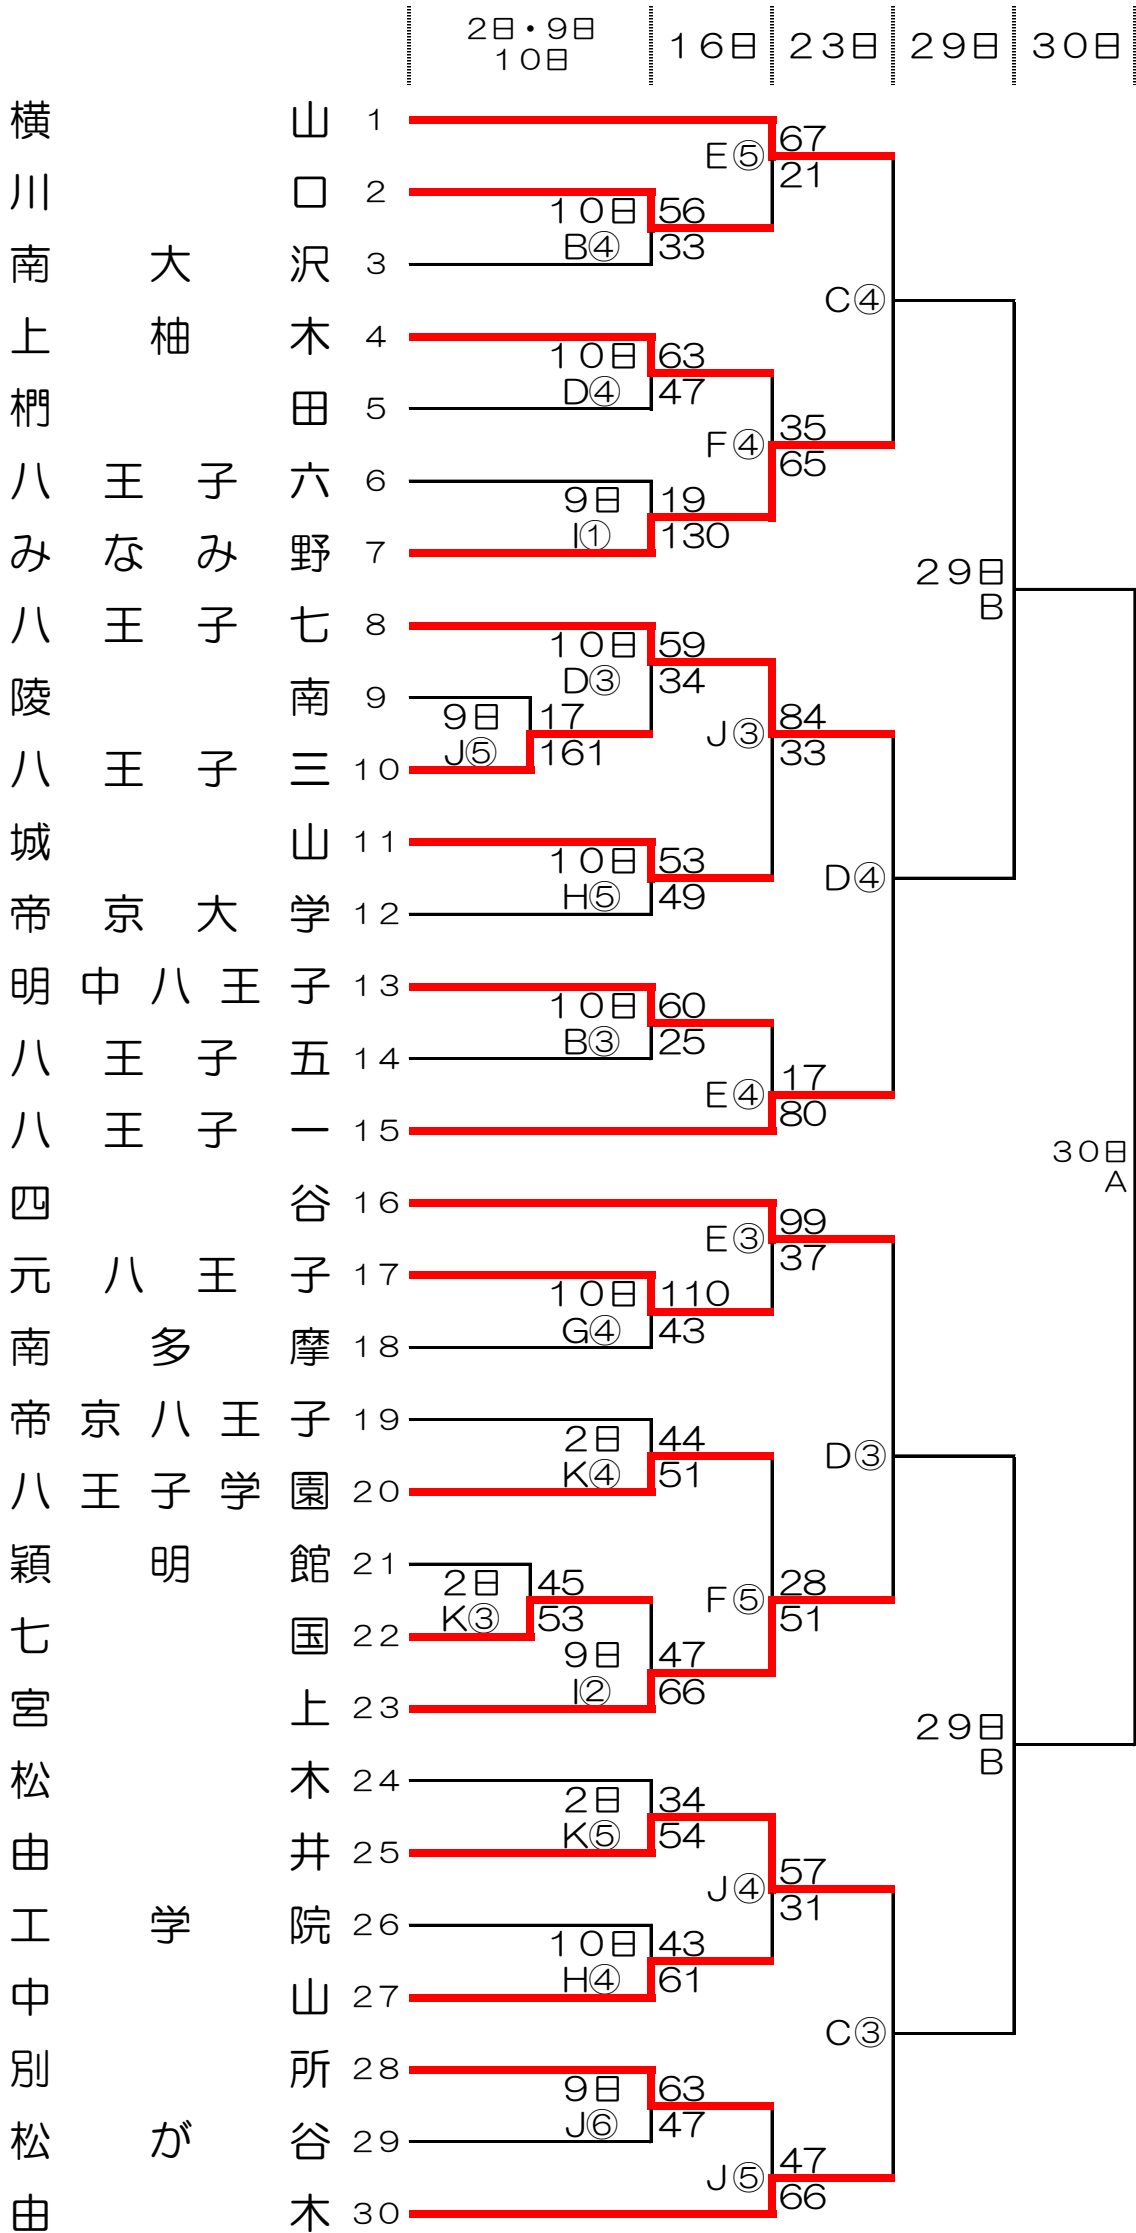 2日・9日
10日
16日
23日
29日
30日
横山 1
E⑤
67
21
川口 2
10日
B④
56
33
南大沢 3
C④
上柚木 4
10日
D④
63
47
椚田 5
F④
35
65
八王子六 6
9日
I①
19
130
みなみ野 7
29日
B
八王子七 8
10日
D③
59
34
陵南 9
9日
J⑤
17
161
J③
84
33
八王子三 10
城山 11
10日
H⑤
53
49
D④
帝京大学 12
明中八王子 13
10日
B③
60
25
八王子五 14
E④
17
80
八王子一 15
30日
A
四谷 16
E③
99
37
元八王子 17
10日
G④
110
43
南多摩 18
帝京八王子 19
2日
K④
44
51
D③
八王子学園 20
穎明館 21
2日
K③
45
53
F⑤
28
51
七国 22
9日
I②
47
66
宮上 23
29日
B
松木 24
2日
K⑤
34
54
由井 25
J④
57
31
工学院 26
10日
H④
43
61
中山 27
C③
別所 28
9日
J⑥
63
47
松が谷 29
J⑤
47
66
由木 30